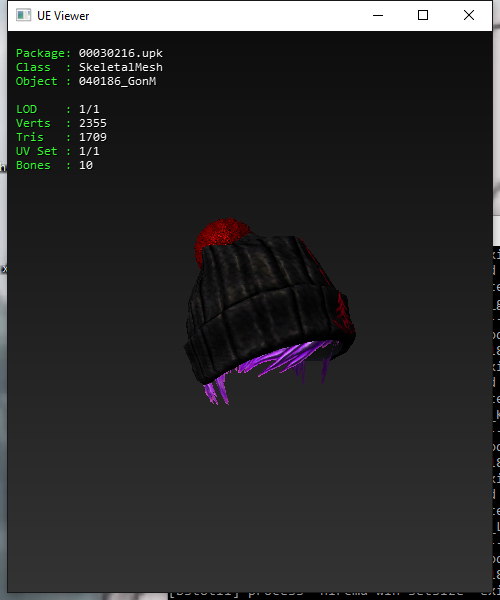 UE Viewer
Package: 00030216.upk
Class : SkeletalMesh
Object : 040186_GonM
LOD : 1/1
Verts : 2355
Tris : 1709
UV Set : 1/1
Bones : 10